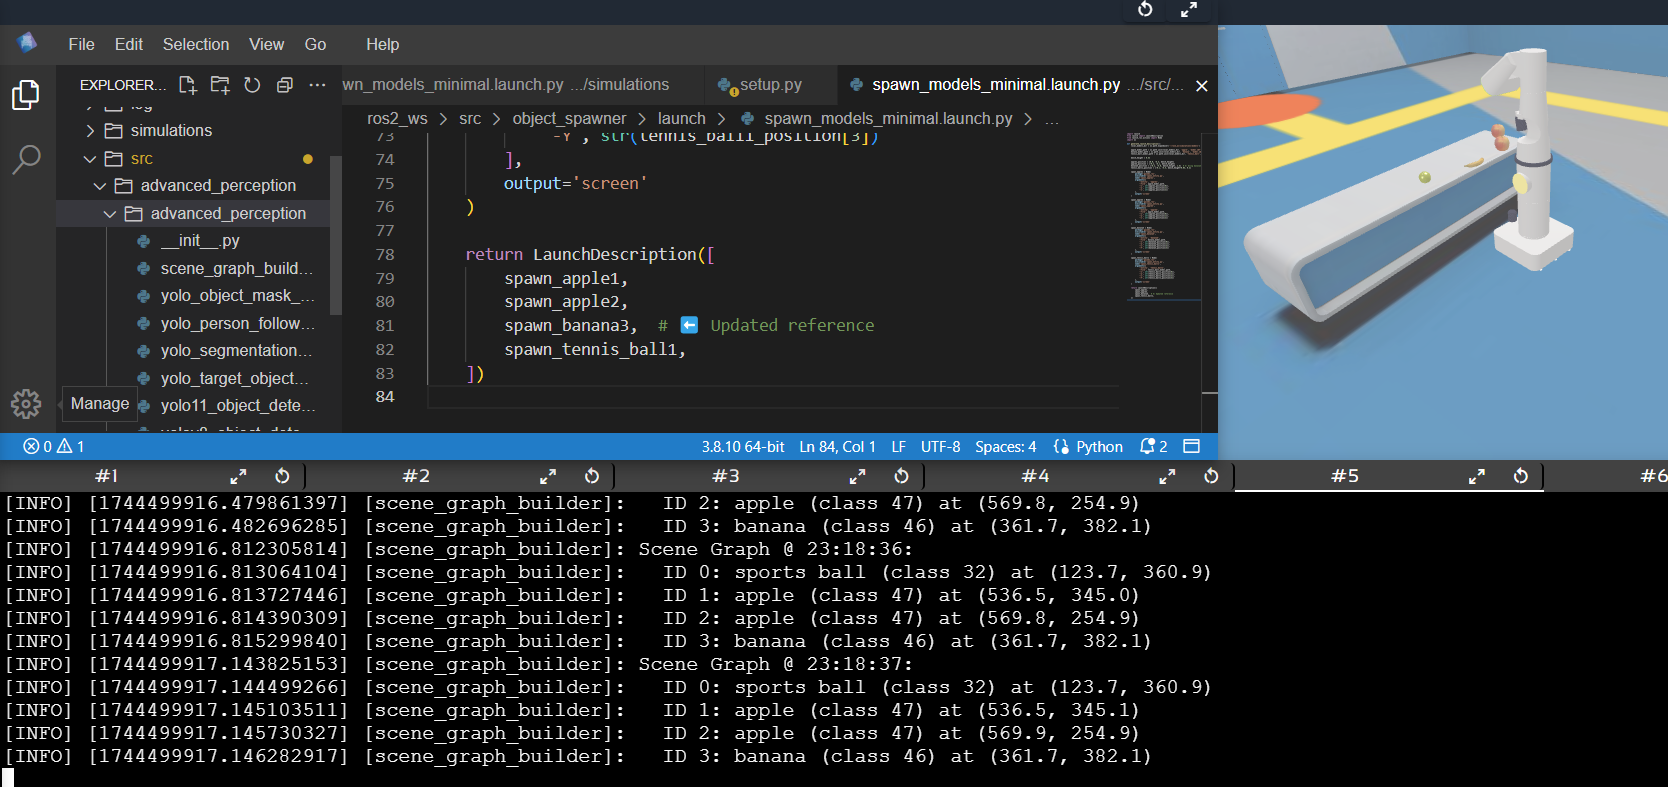 File Edit Selection View Go Help
EXPLORER...
wn_models_minimal.launch.py .../simulations
setup.py
spawn_models_minimal.launch.py .../src/...
ros2_ws > src > object_spawner > launch > spawn_models_minimal.launch.py > ...
log
simulations
src
advanced_perception
advanced_perception
__init__.py
scene_graph_build...
yolo_object_mask_...
yolo_person_follow...
yolo_segmentation...
yolo_target_object...
yolo11_object_dete...
Manage
73 -Y', str(tennis_ball1_position[3])
74 ],
75 output='screen'
76 )
77
78 return LaunchDescription([
79 spawn_apple1,
80 spawn_apple2,
81 spawn_banana3, # ⬅ Updated reference
82 spawn_tennis_ball1,
83 ])
84
0 1
3.8.10 64-bit Ln 84, Col 1 LF UTF-8 Spaces: 4 Python 2
#1 #2 #3 #4 #5 #6
[INFO] [1744499916.479861397] [scene_graph_builder]: ID 2: apple (class 47) at (569.8, 254.9)
[INFO] [1744499916.482696285] [scene_graph_builder]: ID 3: banana (class 46) at (361.7, 382.1)
[INFO] [1744499916.812305814] [scene_graph_builder]: Scene Graph @ 23:18:36:
[INFO] [1744499916.813064104] [scene_graph_builder]: ID 0: sports ball (class 32) at (123.7, 360.9)
[INFO] [1744499916.813727446] [scene_graph_builder]: ID 1: apple (class 47) at (536.5, 345.0)
[INFO] [1744499916.814390309] [scene_graph_builder]: ID 2: apple (class 47) at (569.8, 254.9)
[INFO] [1744499916.815299840] [scene_graph_builder]: ID 3: banana (class 46) at (361.7, 382.1)
[INFO] [1744499917.143825153] [scene_graph_builder]: Scene Graph @ 23:18:37:
[INFO] [1744499917.144499266] [scene_graph_builder]: ID 0: sports ball (class 32) at (123.7, 360.9)
[INFO] [1744499917.145103511] [scene_graph_builder]: ID 1: apple (class 47) at (536.5, 345.1)
[INFO] [1744499917.145730327] [scene_graph_builder]: ID 2: apple (class 47) at (569.9, 254.9)
[INFO] [1744499917.146282917] [scene_graph_builder]: ID 3: banana (class 46) at (361.7, 382.1)